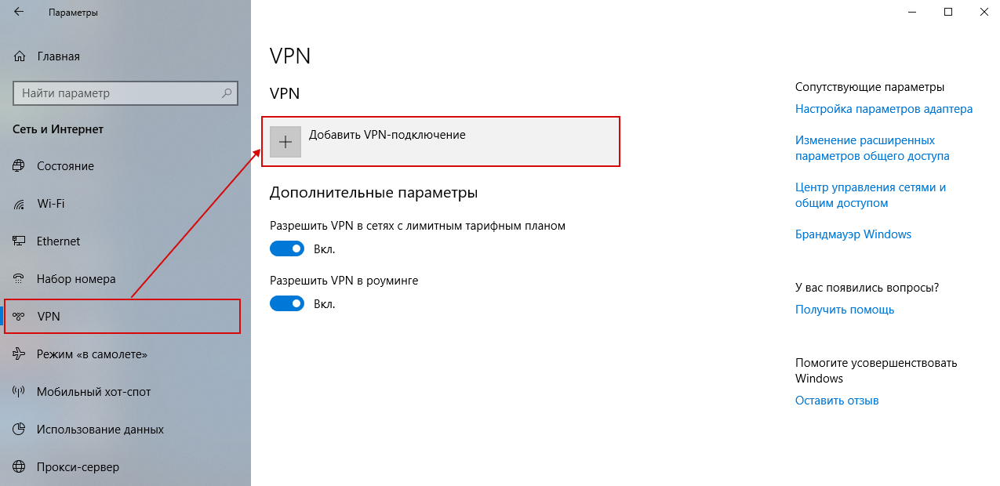 Параметры
Главная
Найти параметр
Сеть и Интернет
Состояние
Wi-Fi
Ethernet
Набор номера
VPN
Режим «в самолете»
Мобильный хот-спот
Использование данных
Прокси-сервер
VPN
VPN
Добавить VPN-подключение
Дополнительные параметры
Разрешить VPN в сетях с лимитным тарифным планом
Вкл.
Разрешить VPN в роуминге
Вкл.
Сопутствующие параметры
Настройка параметров адаптера
Изменение расширенных
параметров общего доступа
Центр управления сетями и
общим доступом
Брандмауэр Windows
У вас появились вопросы?
Получить помощь
Помогите усовершенствовать
Windows
Оставить отзыв